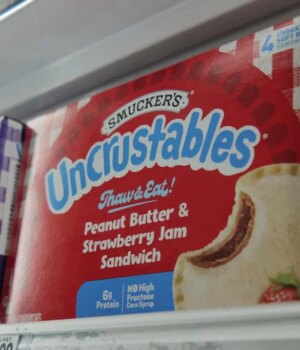 4
SMUCKER'S®
Uncrustables®
Thaw & Eat!
Peanut Butter &
Strawberry Jam
Sandwich
6g
Protein
NO High
Fructose
Corn Syrup